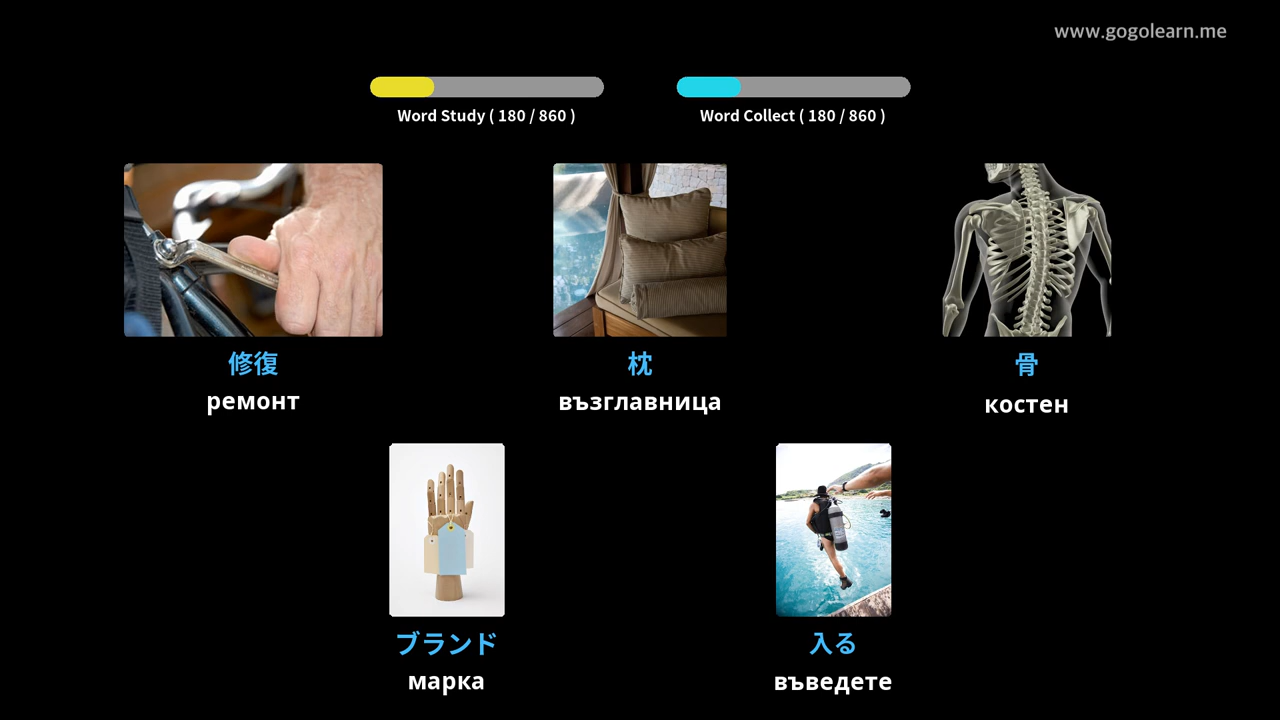 www.gogolearn.me
Word Study ( 180 / 860 )
Word Collect ( 180 / 860 )
修復
ремонт
枕
възглавница
骨
костен
ブランド
марка
入る
въведете